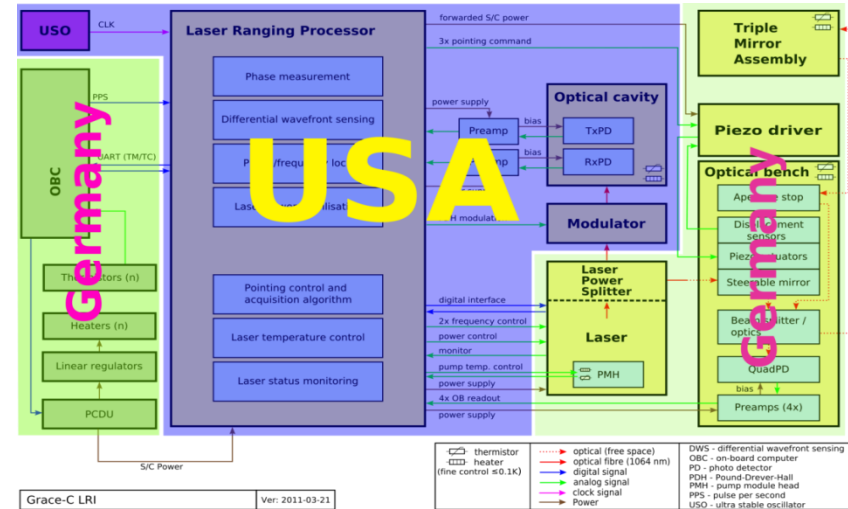 USO
CLK
Laser Ranging Processor
forwarded S/C power
3x pointing command
Triple
Mirror
Assembly
OBC
PPS
UART (TM/TC)
Phase measurement
Differential wavefront sensing
power supply
Preamp
bias
bias
Optical cavity
TxPD
RxPD
Piezo driver
USA
Germany
Germany
Modulator
Optical bench
stop
sensors
Steerable mirror
optics
QuadPD
bias
Preamps (4x)
Heaters (n)
Linear regulators
PCDU
S/C Power
Pointing control and
acquisition algorithm
Laser temperature control
Laser status monitoring
digital interface
2x frequency control
power control
monitor
pump temp. control
power supply
4x OB readout
power supply
Laser
Power
Splitter
Laser
PMH
thermistor
heater
(fine control ≤0.1K)
optical (free space)
optical fibre (1064 nm)
digital signal
analog signal
clock signal
Power
DWS - differential wavefront sensing
OBC - on-board computer
PD - photo detector
PDH - Pound-Drever-Hall
PMH - pump module head
PPS - pulse per second
USO - ultra stable oscillator
Grace-C LRI
Ver: 2011-03-21